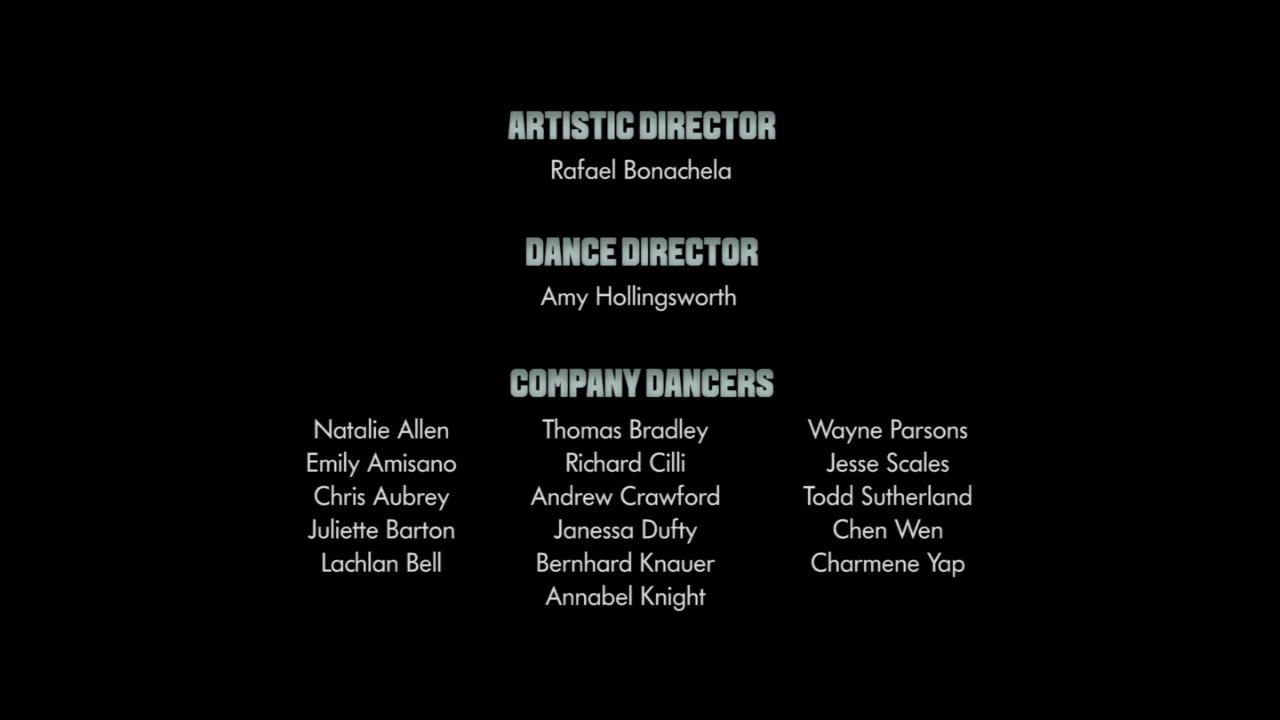 ARTISTIC DIRECTOR
Rafael Bonachela
DANCE DIRECTOR
Amy Hollingsworth
COMPANY DANCERS
Natalie Allen
Emily Amisano
Chris Aubrey
Juliette Barton
Lachlan Bell
Thomas Bradley
Richard Cilli
Andrew Crawford
Janessa Dufty
Bernhard Knauer
Annabel Knight
Wayne Parsons
Jesse Scales
Todd Sutherland
Chen Wen
Charmene Yap